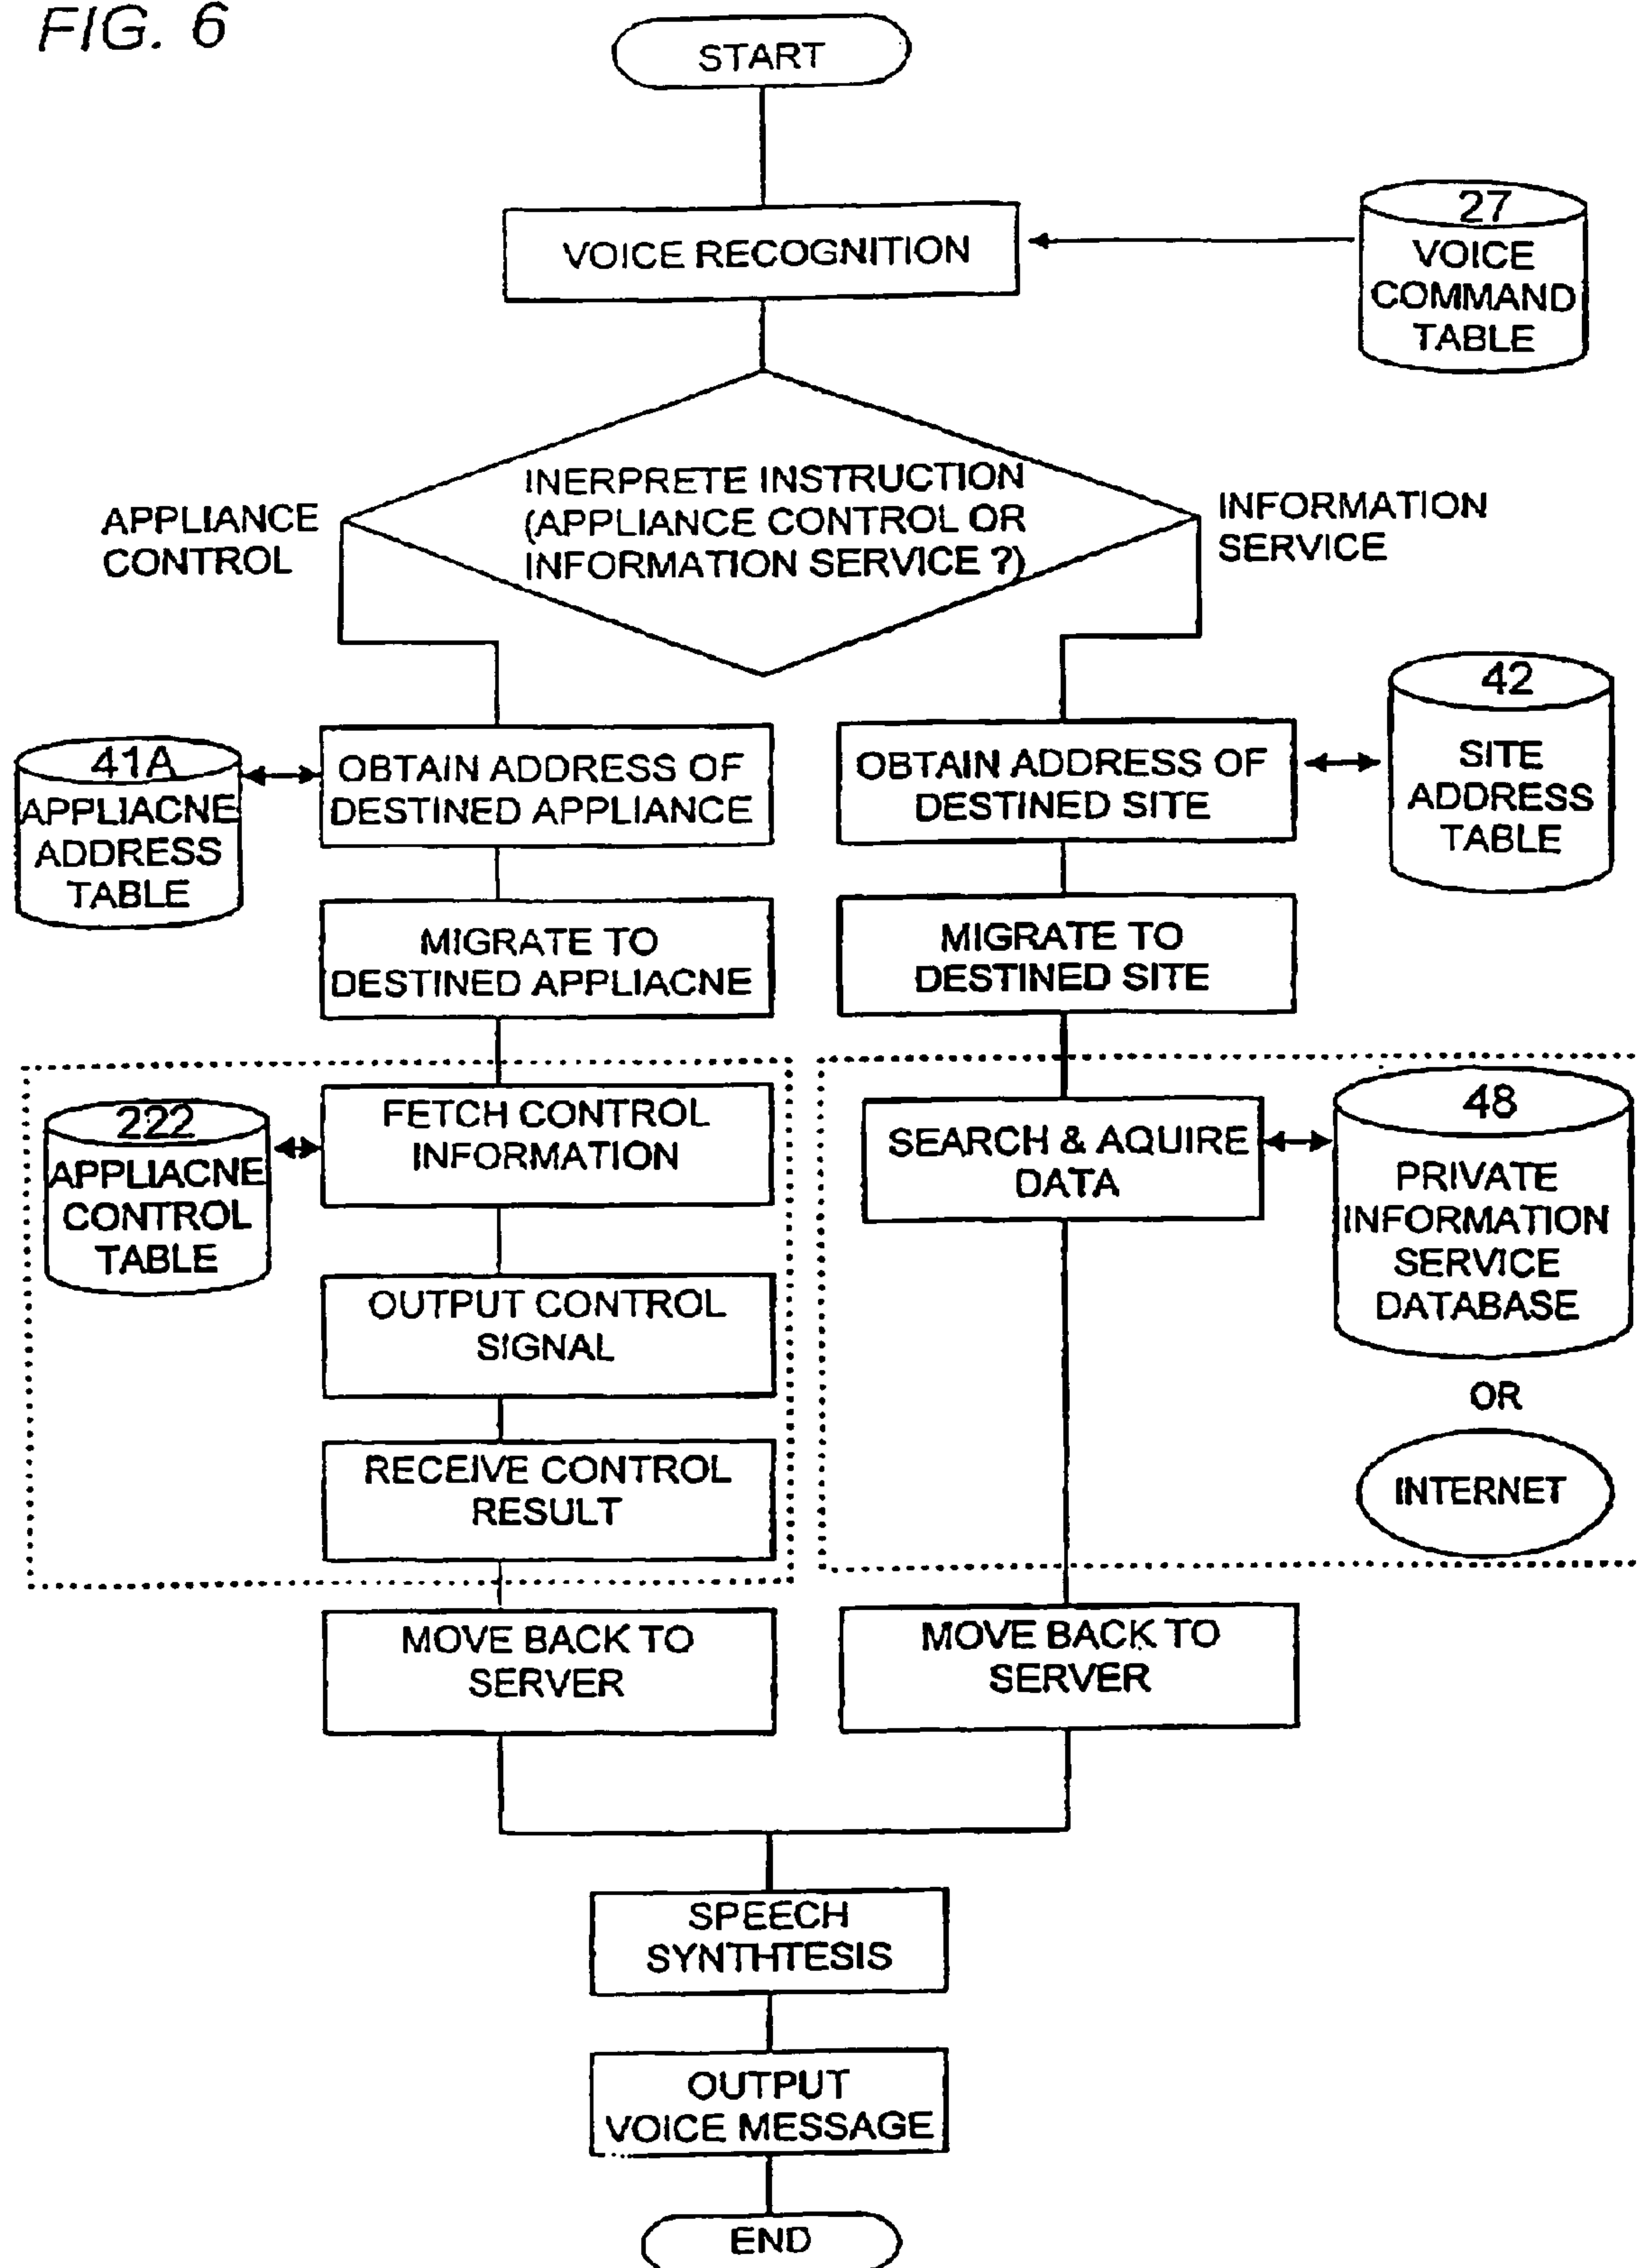 FIG. 6
START
VOICE RECOGNITION
27
VOICE
COMMAND
TABLE
INERPRETE INSTRUCTION
(APPLIANCE CONTROL OR
INFORMATION SERVICE ?)
APPLIANCE
CONTROL
INFORMATION
SERVICE
41A
APPLIACNE
ADDRESS
TABLE
OBTAIN ADDRESS OF
DESTINED APPLIANCE
OBTAIN ADDRESS OF
DESTINED SITE
42
SITE
ADDRESS
TABLE
MIGRATE TO
DESTINED APPLIACNE
MIGRATE TO
DESTINED SITE
222
APPLIACNE
CONTROL
TABLE
FETCH CONTROL
INFORMATION
SEARCH & AQUIRE
DATA
48
PRIVATE
INFORMATION
SERVICE
DATABASE
OR
INTERNET
OUTPUT CONTROL
SIGNAL
RECEIVE CONTROL
RESULT
MOVE BACK TO
SERVER
MOVE BACK TO
SERVER
SPEECH
SYNTHTESIS
OUTPUT
VOICE MESSAGE
END